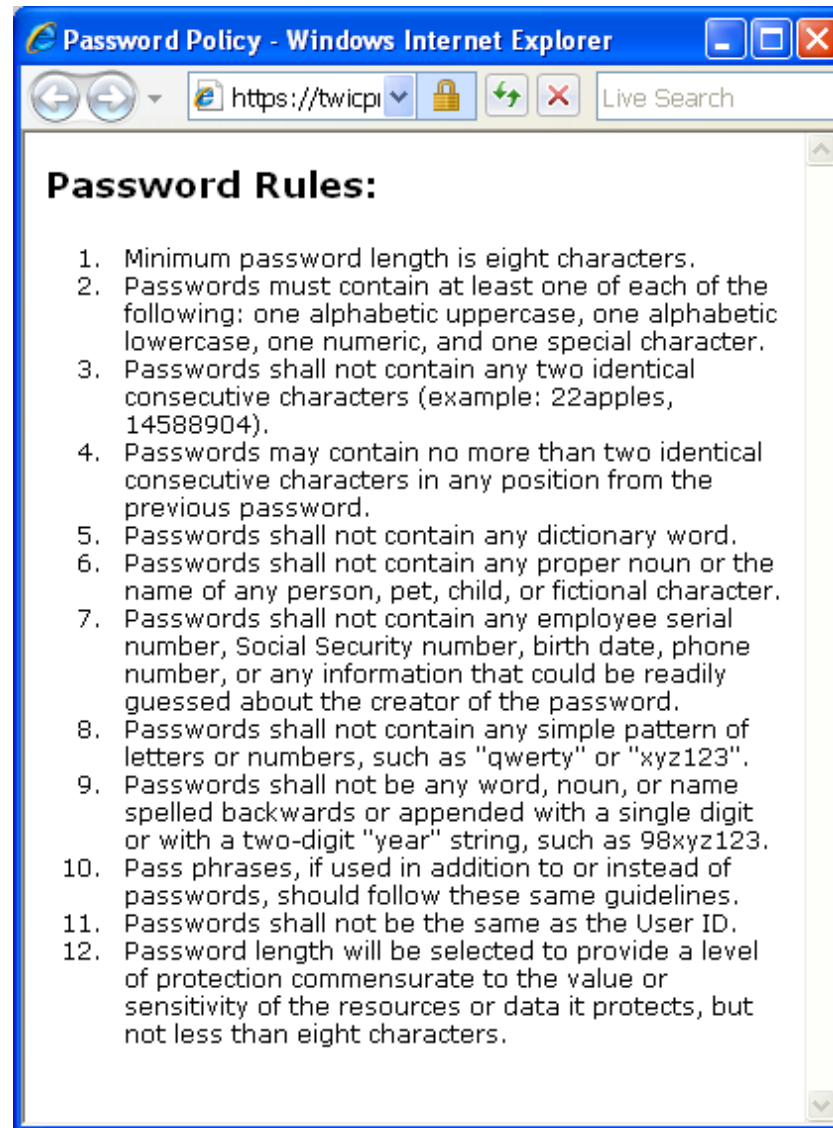 Password Policy - Windows Internet Explorer
https://twicpr
Live Search
Password Rules:
1. Minimum password length is eight characters.
2. Passwords must contain at least one of each of the
following: one alphabetic uppercase, one alphabetic
lowercase, one numeric, and one special character.
3. Passwords shall not contain any two identical
consecutive characters (example: 22apples,
14588904).
4. Passwords may contain no more than two identical
consecutive characters in any position from the
previous password.
5. Passwords shall not contain any dictionary word.
6. Passwords shall not contain any proper noun or the
name of any person, pet, child, or fictional character.
7. Passwords shall not contain any employee serial
number, Social Security number, birth date, phone
number, or any information that could be readily
guessed about the creator of the password.
8. Passwords shall not contain any simple pattern of
letters or numbers, such as "qwerty" or "xyz123".
9. Passwords shall not be any word, noun, or name
spelled backwards or appended with a single digit
or with a two-digit "year" string, such as 98xyz123.
10. Pass phrases, if used in addition to or instead of
passwords, should follow these same guidelines.
11. Passwords shall not be the same as the User ID.
12. Password length will be selected to provide a level
of protection commensurate to the value or
sensitivity of the resources or data it protects, but
not less than eight characters.